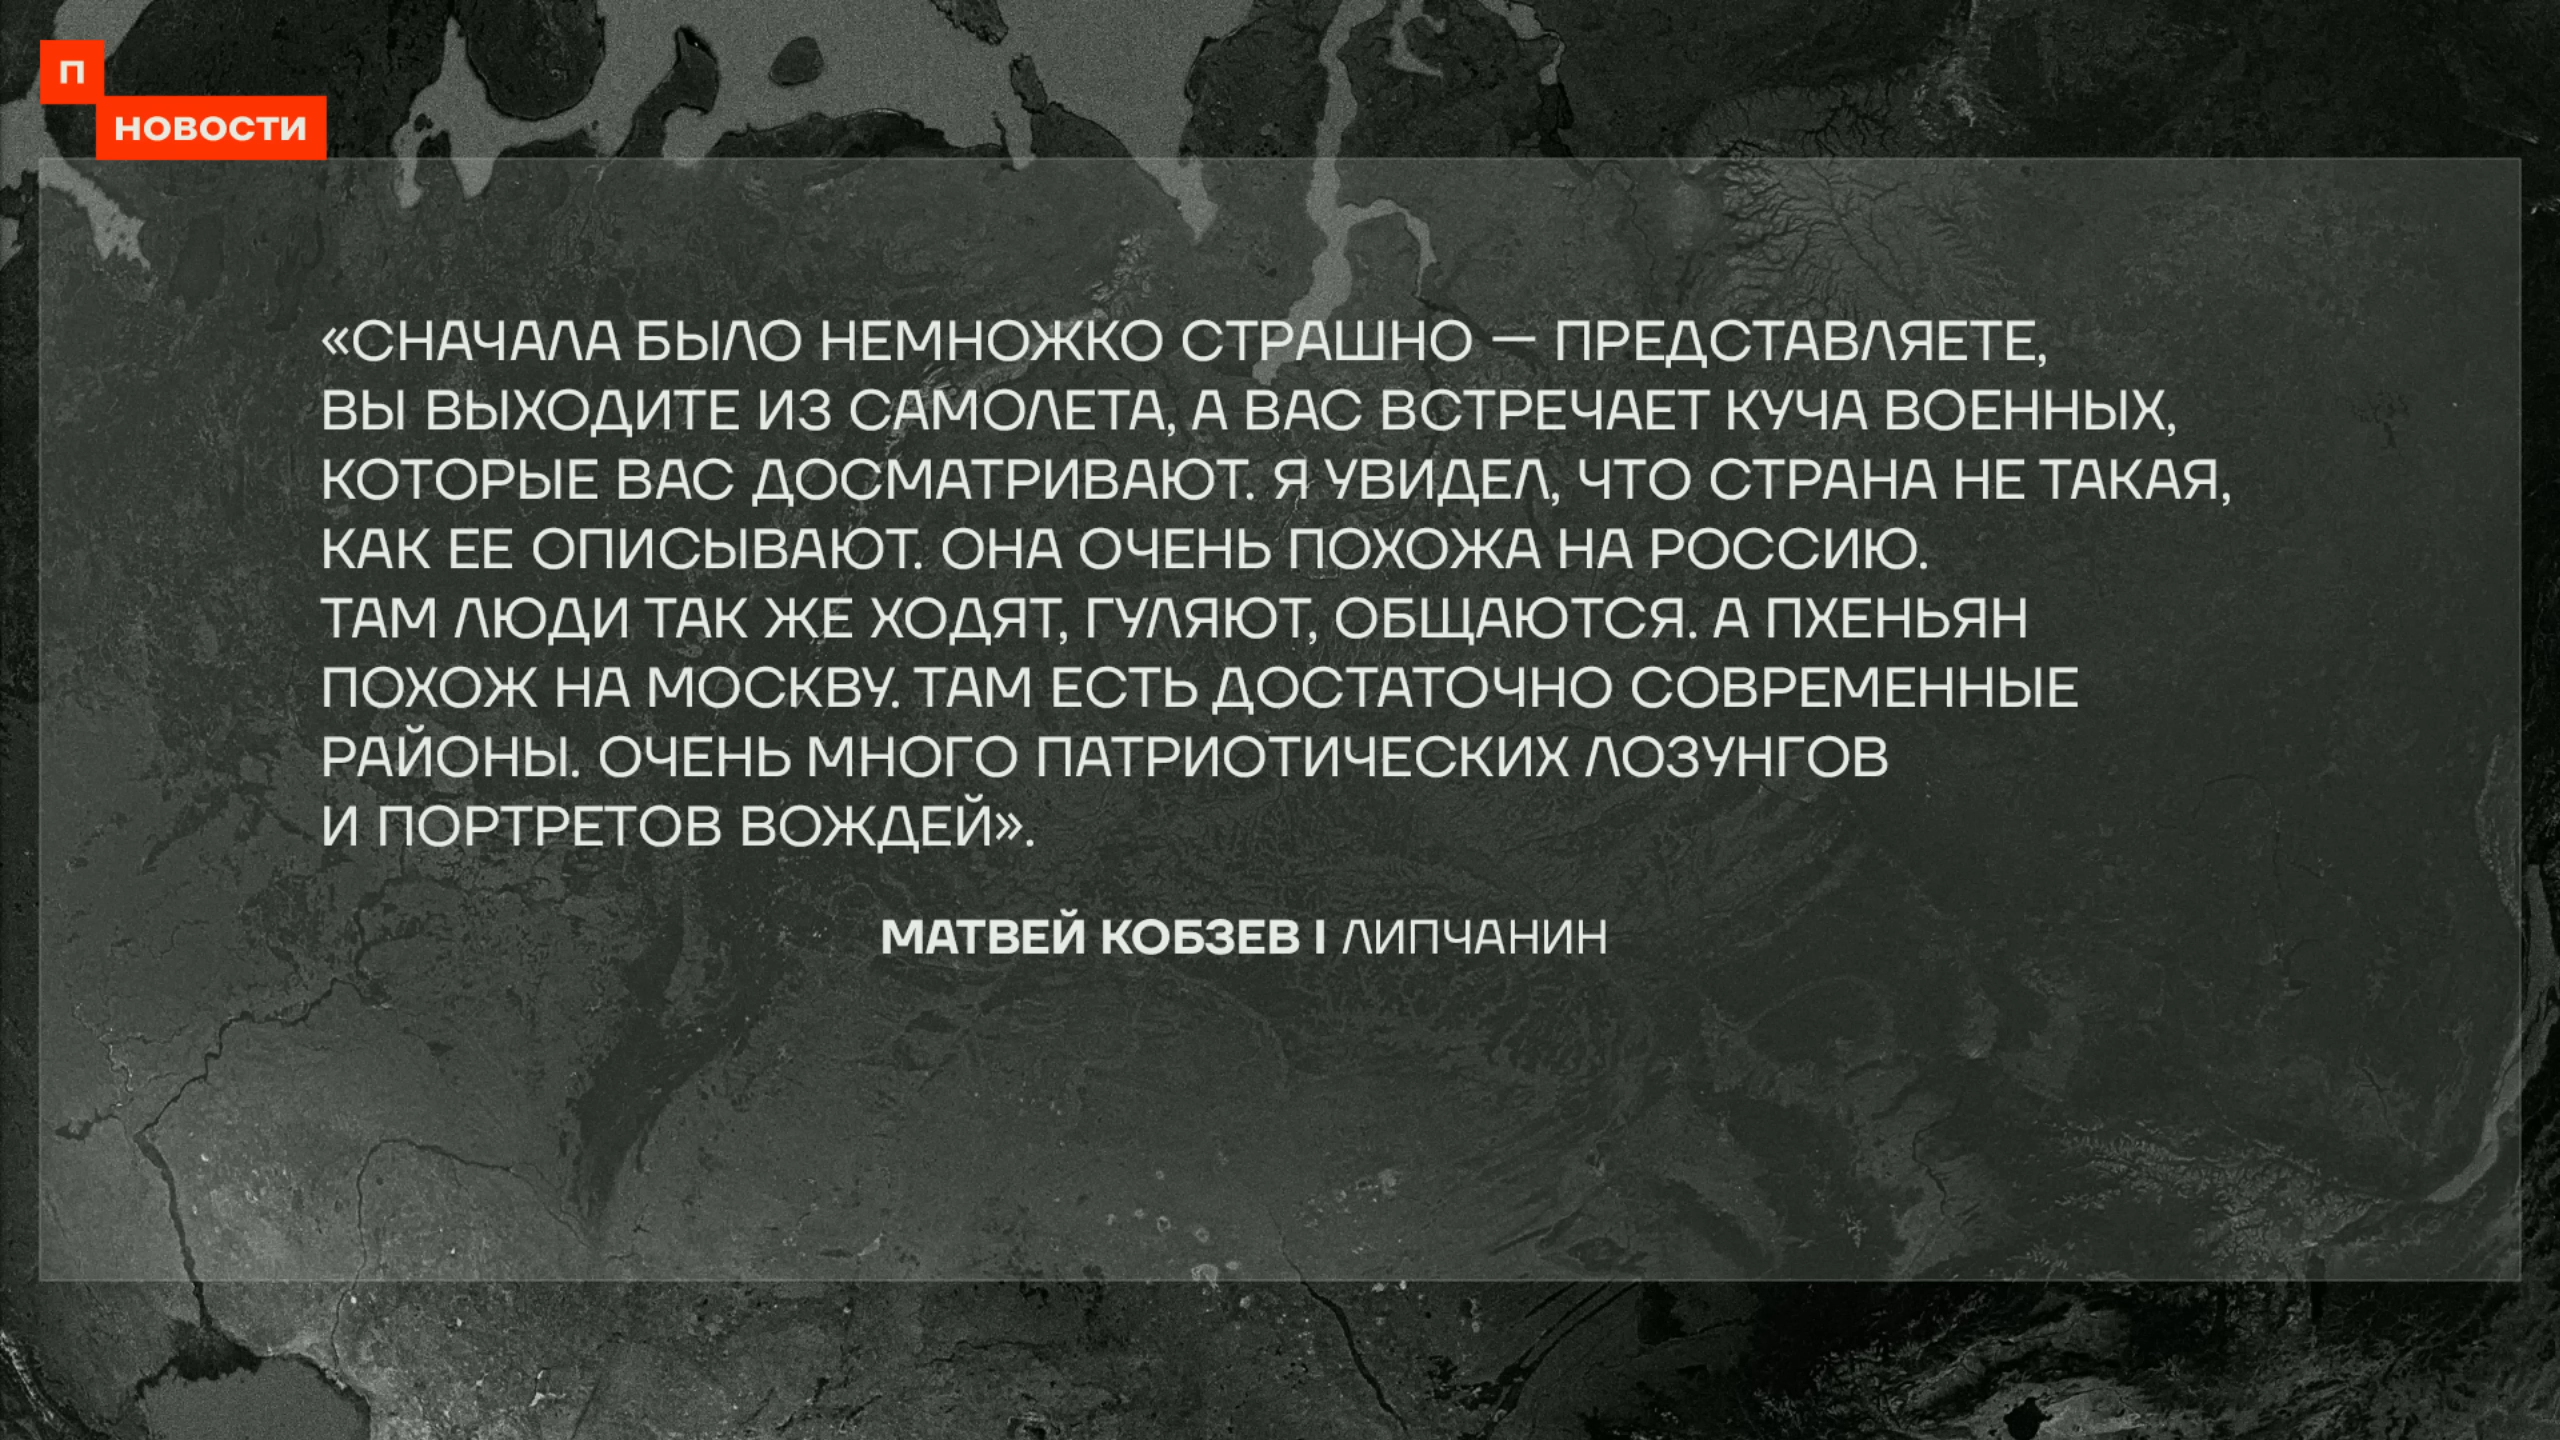 П
НОВОСТИ
«СНАЧАЛА БЫЛО НЕМНОЖКО СТРАШНО — ПРЕДСТАВЛЯЕТЕ,
ВЫ ВЫХОДИТЕ ИЗ САМОЛЕТА, А ВАС ВСТРЕЧАЕТ КУЧА ВОЕННЫХ,
КОТОРЫЕ ВАС ДОСМАТРИВАЮТ. Я УВИДЕЛ, ЧТО СТРАНА НЕ ТАКАЯ,
КАК ЕЕ ОПИСЫВАЮТ. ОНА ОЧЕНЬ ПОХОЖА НА РОССИЮ.
ТАМ ЛЮДИ ТАК ЖЕ ХОДЯТ, ГУЛЯЮТ, ОБЩАЮТСЯ. А ПХЕНЬЯН
ПОХОЖ НА МОСКВУ. ТАМ ЕСТЬ ДОСТАТОЧНО СОВРЕМЕННЫЕ
РАЙОНЫ. ОЧЕНЬ МНОГО ПАТРИОТИЧЕСКИХ ЛОЗУНГОВ
И ПОРТРЕТОВ ВОЖДЕЙ».
МАТВЕЙ КОБЗЕВ | ЛИПЧАНИН